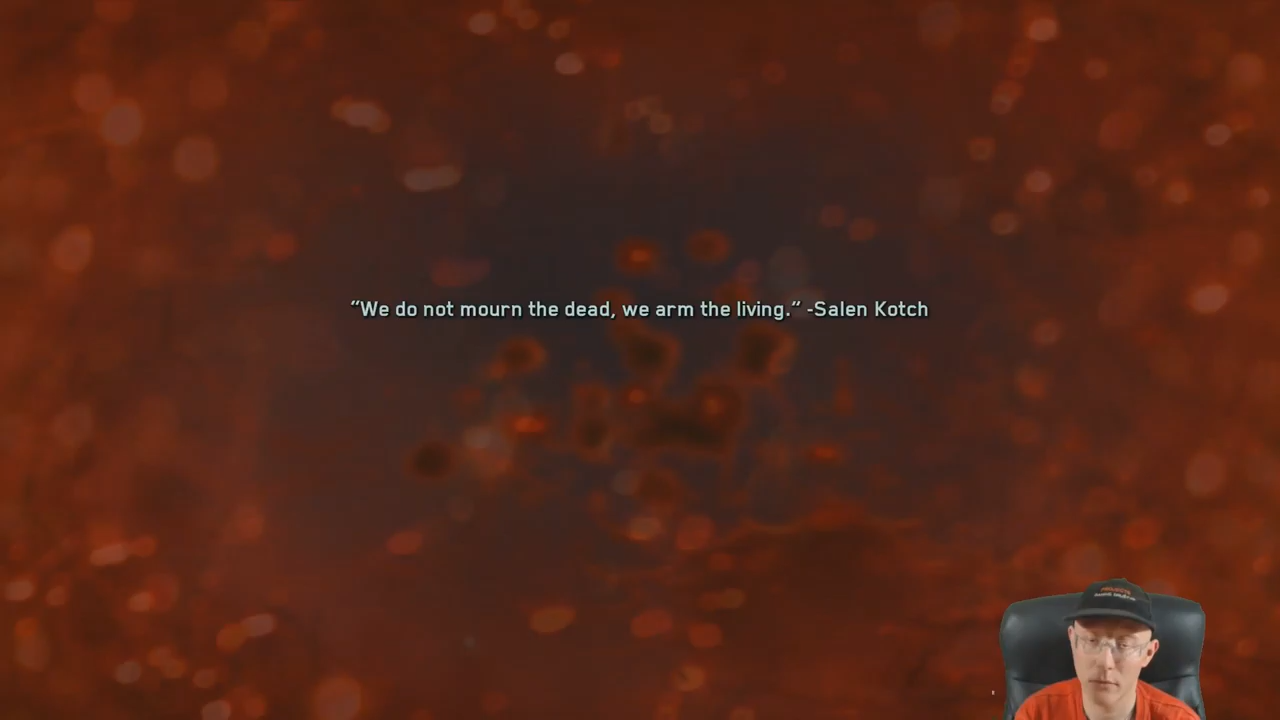 “We do not mourn the dead, we arm the living.” -Salen Kotch